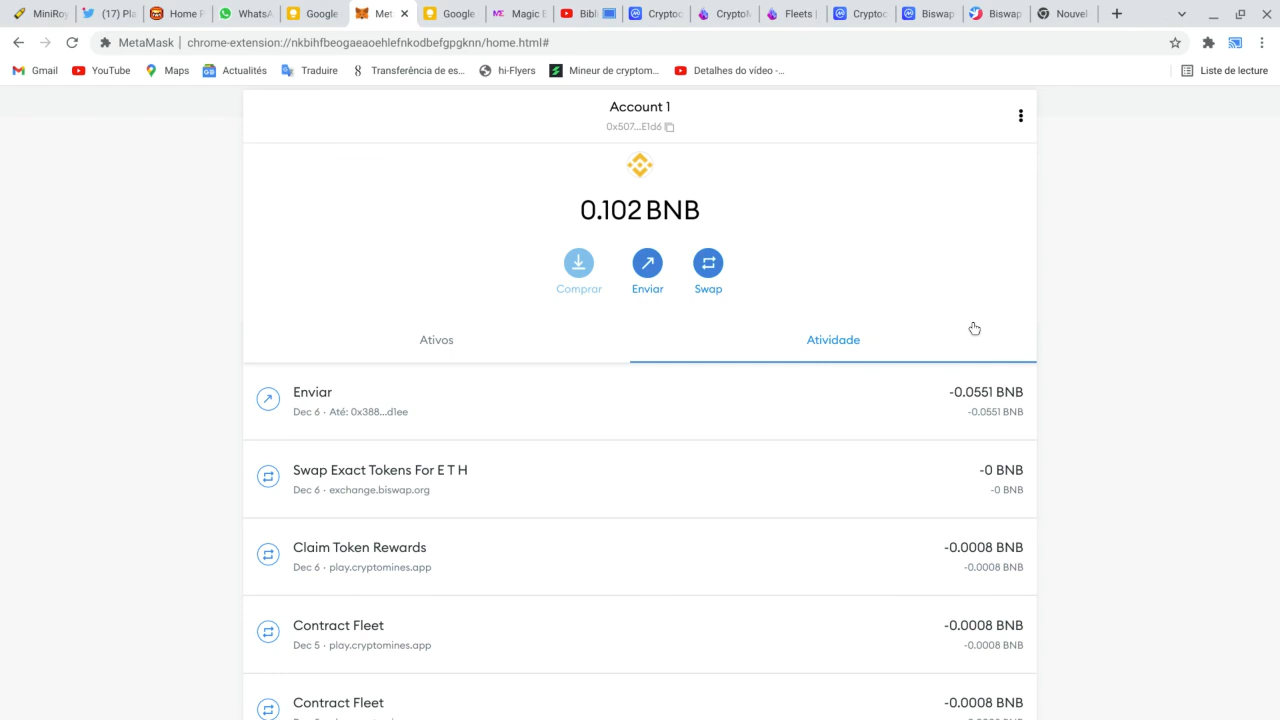 MiniRoy
(17) Pla
Home P
WhatsA
Google
Met
Google
Magic E
Bibl
Cryptoc
CryptoM
Fleets |
Cryptoc
Biswap
Biswap
Nouvel
MetaMask | chrome-extension://nkbihfbeogaeaoehlefnkodbefgpgknn/home.html#
Gmail
YouTube
Maps
Actualités
Traduire
Transferência de es...
hi-Flyers
Mineur de cryptom...
Detalhes do vídeo -...
Liste de lecture
Account 1
0x507...E1d6
0.102 BNB
Comprar
Enviar
Swap
Ativos
Atividade
Enviar
-0.0551 BNB
Dec 6 · Até: 0x388...d1ee
-0.0551 BNB
Swap Exact Tokens For E T H
-0 BNB
Dec 6 · exchange.biswap.org
-0 BNB
Claim Token Rewards
-0.0008 BNB
Dec 6 · play.cryptomines.app
-0.0008 BNB
Contract Fleet
-0.0008 BNB
Dec 5 · play.cryptomines.app
-0.0008 BNB
Contract Fleet
-0.0008 BNB